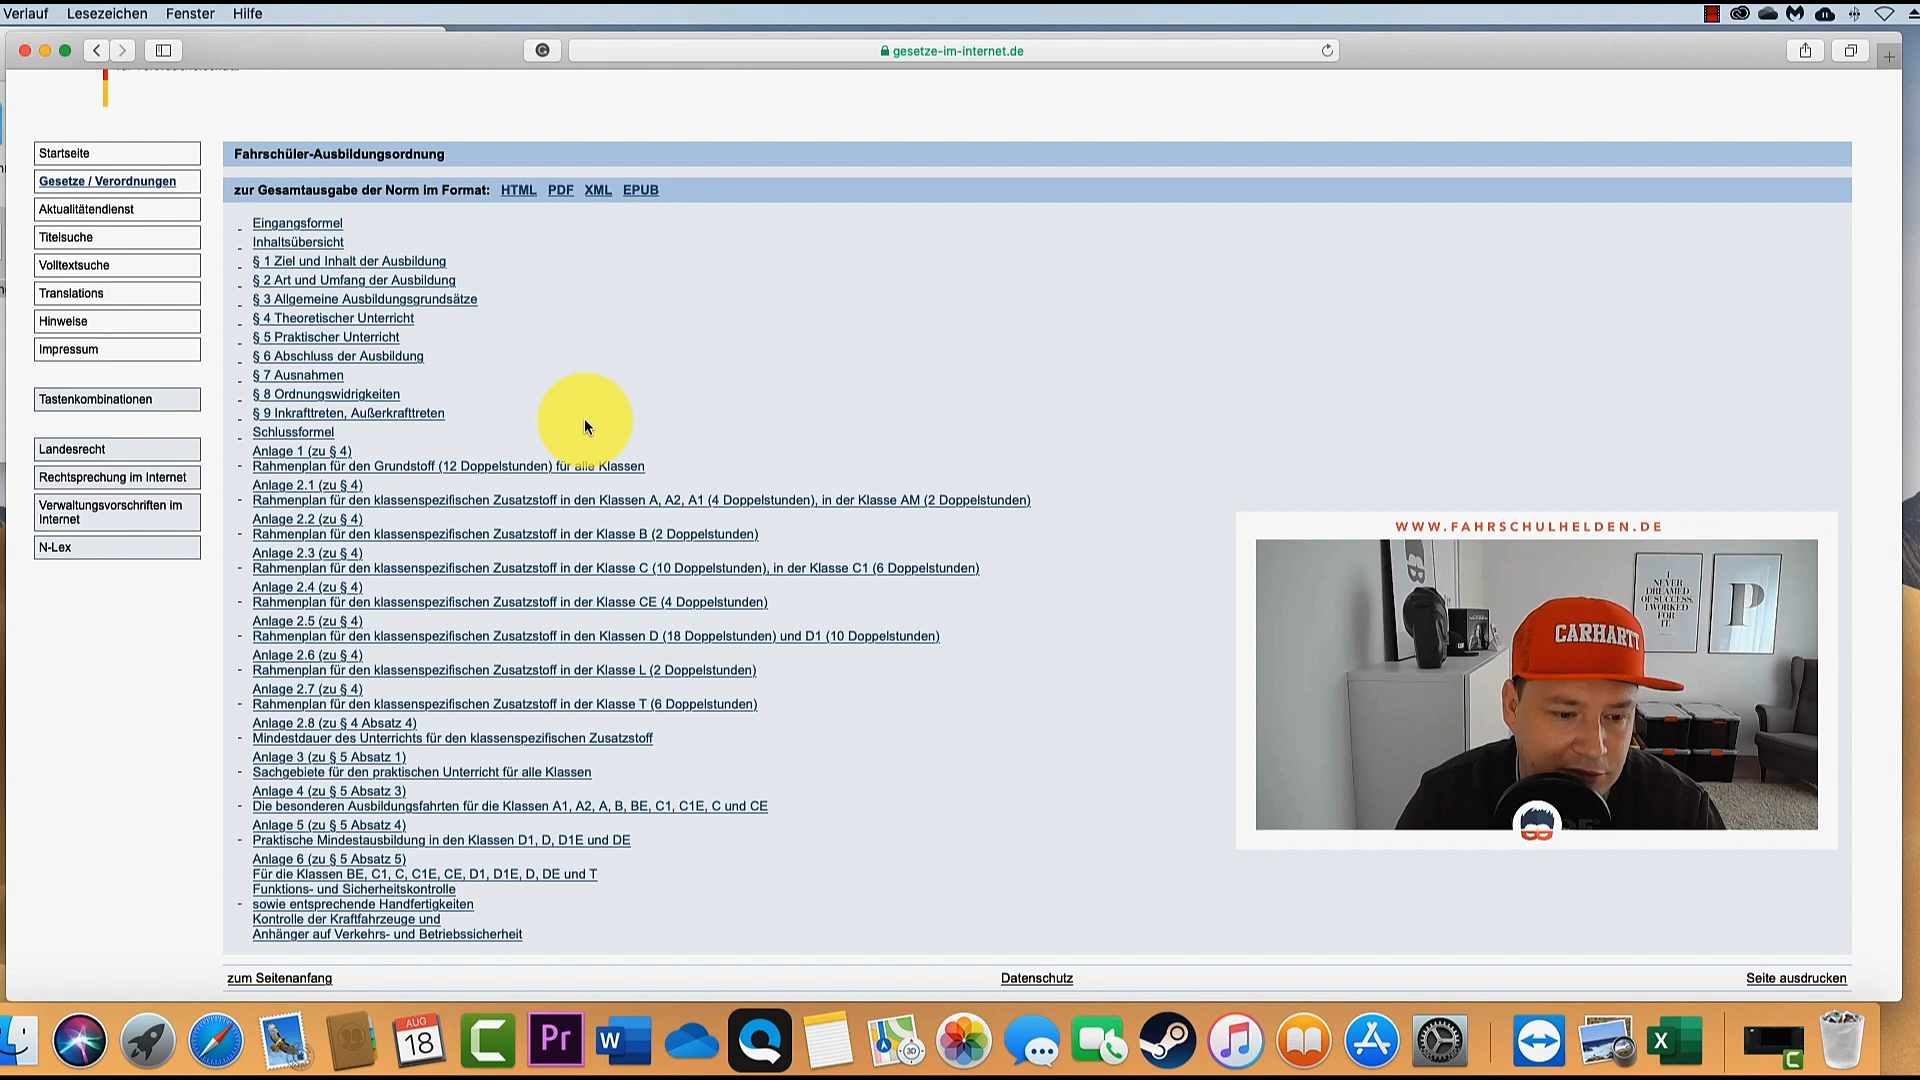 Verlauf Lesezeichen Fenster Hilfe
gesetze-im-internet.de
Startseite
Gesetze / Verordnungen
Aktualitätendienst
Titelsuche
Volltextsuche
Translations
Hinweise
Impressum
Tastenkombinationen
Landesrecht
Rechtsprechung im Internet
Verwaltungsvorschriften im
Internet
N-Lex
Fahrschüler-Ausbildungsordnung
zur Gesamtausgabe der Norm im Format: HTML PDF XML EPUB
Eingangsformel
Inhaltsübersicht
§ 1 Ziel und Inhalt der Ausbildung
§ 2 Art und Umfang der Ausbildung
§ 3 Allgemeine Ausbildungsgrundsätze
§ 4 Theoretischer Unterricht
§ 5 Praktischer Unterricht
§ 6 Abschluss der Ausbildung
§ 7 Ausnahmen
§ 8 Ordnungswidrigkeiten
§ 9 Inkrafttreten, Außerkrafttreten
Schlussformel
Anlage 1 (zu § 4)
- Rahmenplan für den Grundstoff (12 Doppelstunden) für alle Klassen
Anlage 2.1 (zu § 4)
- Rahmenplan für den klassenspezifischen Zusatzstoff in den Klassen A, A2, A1 (4 Doppelstunden), in der Klasse AM (2 Doppelstunden)
Anlage 2.2 (zu § 4)
- Rahmenplan für den klassenspezifischen Zusatzstoff in der Klasse B (2 Doppelstunden)
Anlage 2.3 (zu § 4)
- Rahmenplan für den klassenspezifischen Zusatzstoff in der Klasse C (10 Doppelstunden), in der Klasse C1 (6 Doppelstunden)
Anlage 2.4 (zu § 4)
- Rahmenplan für den klassenspezifischen Zusatzstoff in der Klasse CE (4 Doppelstunden)
Anlage 2.5 (zu § 4)
- Rahmenplan für den klassenspezifischen Zusatzstoff in den Klassen D (18 Doppelstunden) und D1 (10 Doppelstunden)
Anlage 2.6 (zu § 4)
- Rahmenplan für den klassenspezifischen Zusatzstoff in der Klasse L (2 Doppelstunden)
Anlage 2.7 (zu § 4)
- Rahmenplan für den klassenspezifischen Zusatzstoff in der Klasse T (6 Doppelstunden)
Anlage 2.8 (zu § 4 Absatz 4)
- Mindestdauer des Unterrichts für den klassenspezifischen Zusatzstoff
Anlage 3 (zu § 5 Absatz 1)
- Sachgebiete für den praktischen Unterricht für alle Klassen
Anlage 4 (zu § 5 Absatz 3)
- Die besonderen Ausbildungsfahrten für die Klassen A1, A2, A, B, BE, C1, C1E, C und CE
Anlage 5 (zu § 5 Absatz 4)
- Praktische Mindestausbildung in den Klassen D1, D, D1E und DE
Anlage 6 (zu § 5 Absatz 5)
Für die Klassen BE, C1, C, C1E, CE, D1, D1E, D, DE und T
Funktions- und Sicherheitskontrolle
- sowie entsprechende Handfertigkeiten
Kontrolle der Kraftfahrzeuge und
Anhänger auf Verkehrs- und Betriebssicherheit
zum Seitenanfang Datenschutz Seite ausdrucken
WWW.FAHRSCHULHELDEN.DE
I
NEVER
DREAMED
OF SUCCESS.
I WORKED
FOR
IT.
P
CARHARTT
AUG
18
Pr
W
3D
X